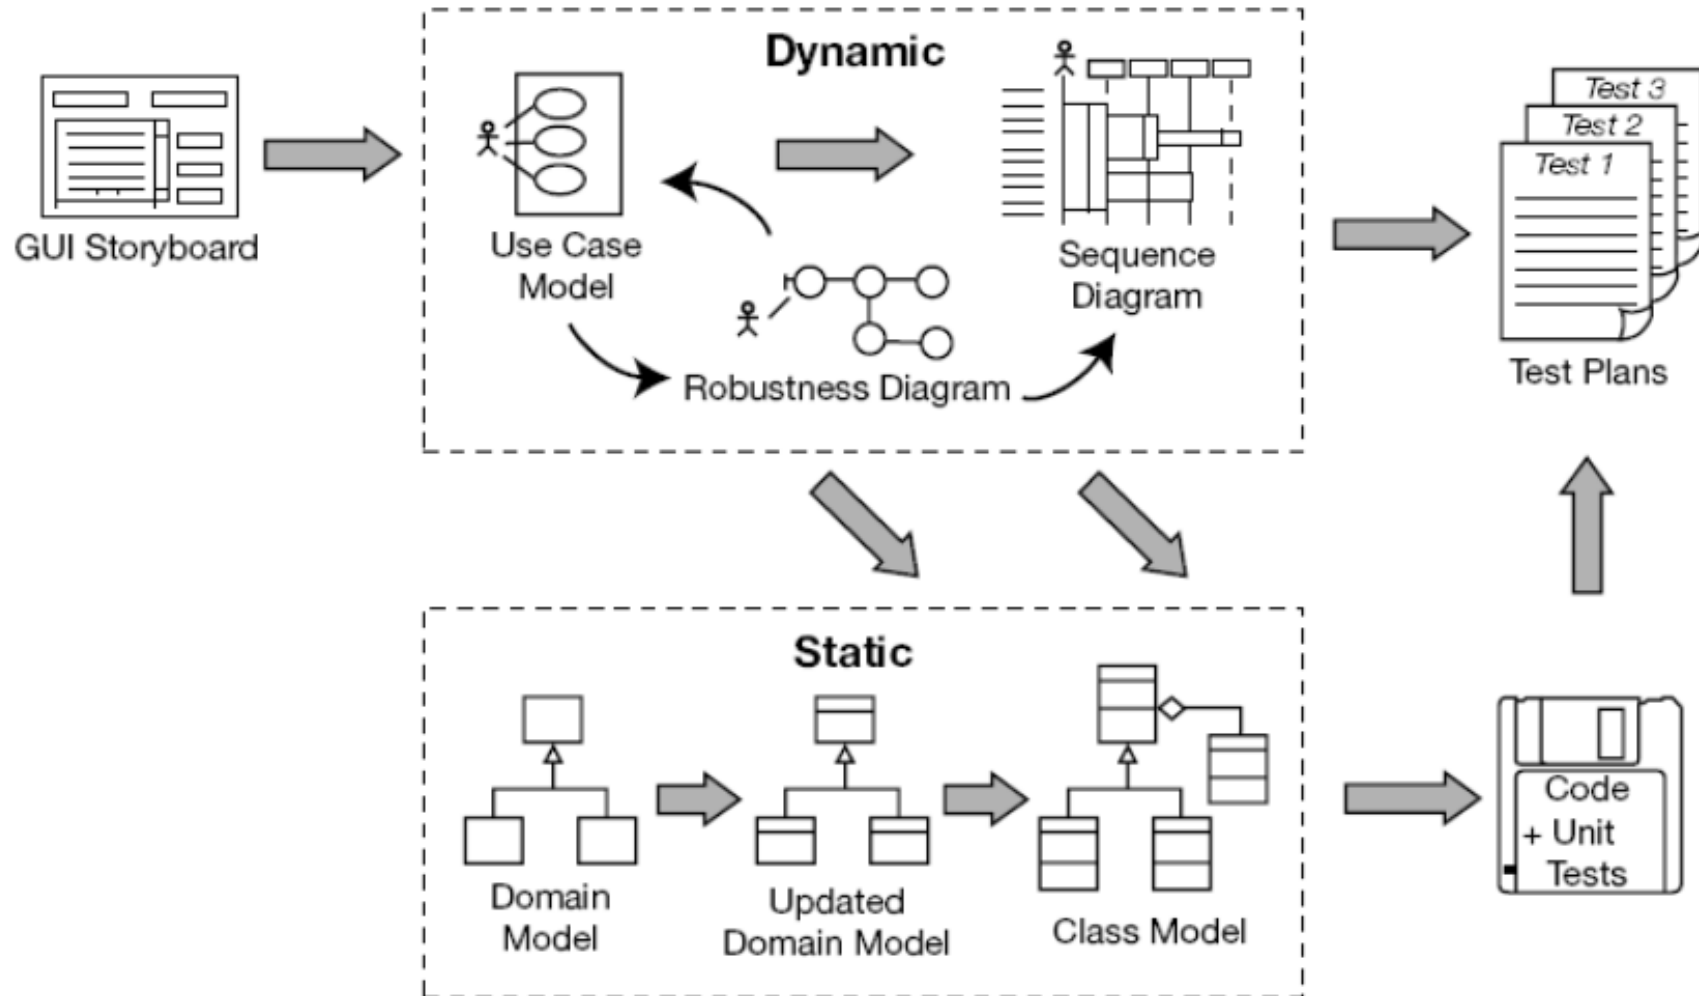 Dynamic
GUI Storyboard
Use Case
Model
Robustness Diagram
Sequence
Diagram
Test 3
Test 2
Test 1
Test Plans
Static
Domain
Model
Updated
Domain Model
Class Model
Code
+ Unit
Tests